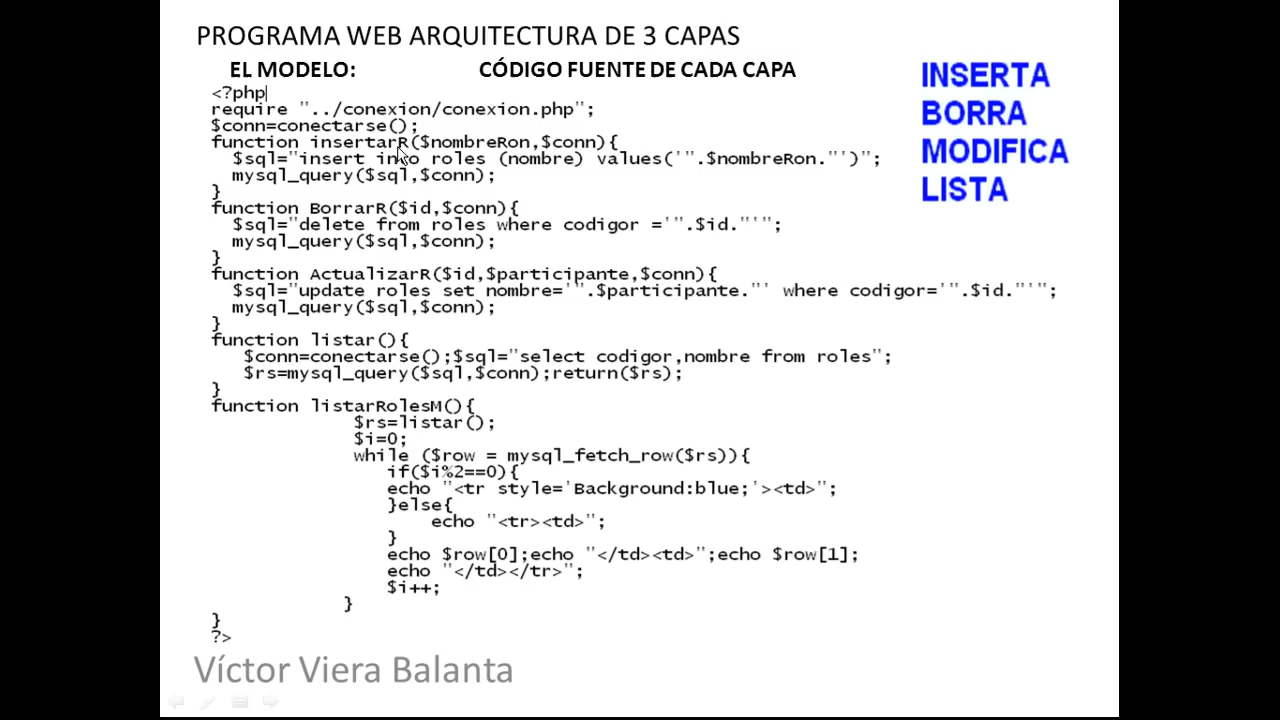 PROGRAMA WEB ARQUITECTURA DE 3 CAPAS
EL MODELO: CÓDIGO FUENTE DE CADA CAPA
<?php
require "../conexion/conexion.php";
$conn=conectarse();
function insertarR($nombreRon,$conn){
$sql="insert into roles (nombre) values('".$nombreRon."')";
mysql_query($sql,$conn);
}
function BorrarR($id,$conn){
$sql="delete from roles where codigor ='".$id."'";
mysql_query($sql,$conn);
}
function ActualizarR($id,$participante,$conn){
$sql="update roles set nombre='".$participante."' where codigor='".$id."'";
mysql_query($sql,$conn);
}
function listar(){
$conn=conectarse();$sql="select codigor,nombre from roles";
$rs=mysql_query($sql,$conn);return($rs);
}
function listarRolesM(){
$rs=listar();
$i=0;
while ($row = mysql_fetch_row($rs)){
if($i%2==0){
echo "<tr style='Background:blue;'><td>";
}else{
echo "<tr><td>";
}
echo $row[0];echo "</td><td>";echo $row[1];
echo "</td></tr>";
$i++;
}
}
?>
INSERTA
BORRA
MODIFICA
LISTA
Víctor Viera Balanta